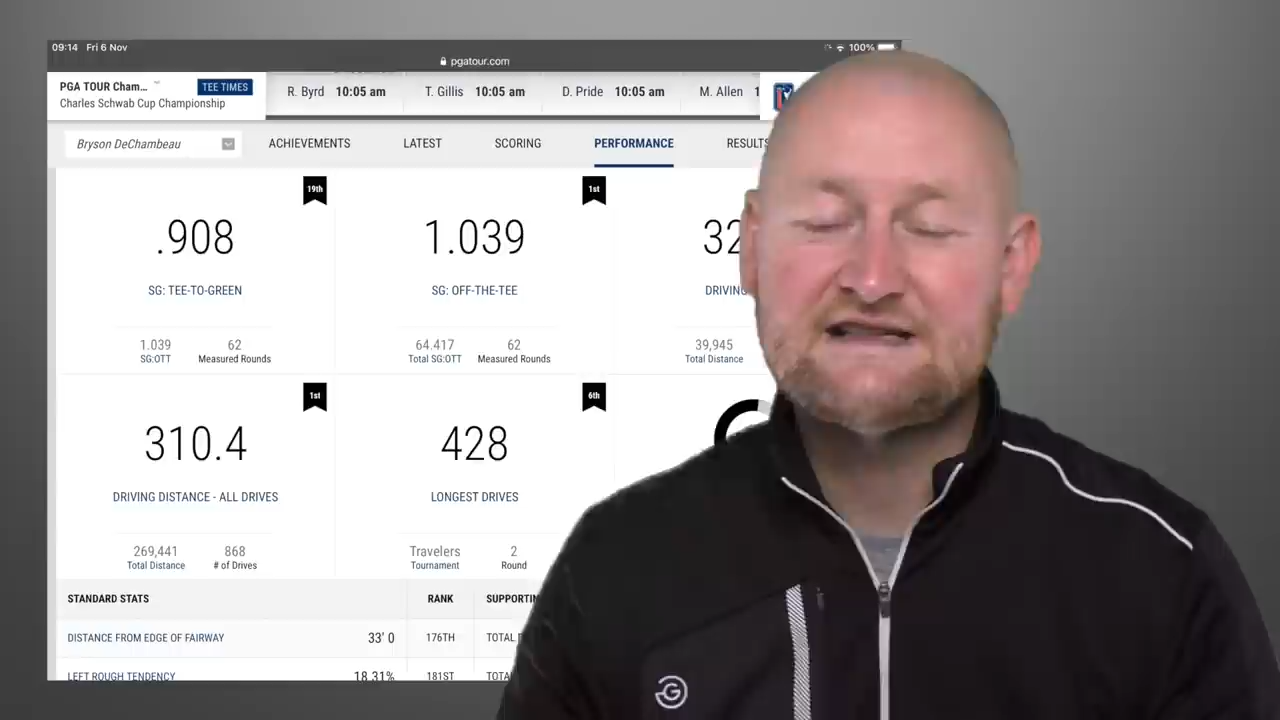 09:14 Fri 6 Nov
100%
pgatour.com
PGA TOUR Cham...
TEE TIMES
Charles Schwab Cup Championship
R. Byrd 10:05 am
T. Gillis 10:05 am
D. Pride 10:05 am
M. Allen 1
Bryson DeChambeau
ACHIEVEMENTS
LATEST
SCORING
PERFORMANCE
RESULTS
19th
.908
SG: TEE-TO-GREEN
1.039 62
SG:OTT Measured Rounds
1st
1.039
SG: OFF-THE-TEE
64.417 62
Total SG:OTT Measured Rounds
32
DRIVING
39,945
Total Distance
1st
310.4
DRIVING DISTANCE - ALL DRIVES
269,441 868
Total Distance # of Drives
6th
428
LONGEST DRIVES
Travelers 2
Tournament Round
STANDARD STATS RANK
DISTANCE FROM EDGE OF FAIRWAY 33' 0 176TH TOTAL
LEFT ROUGH TENDENCY 18.31% 181ST
G